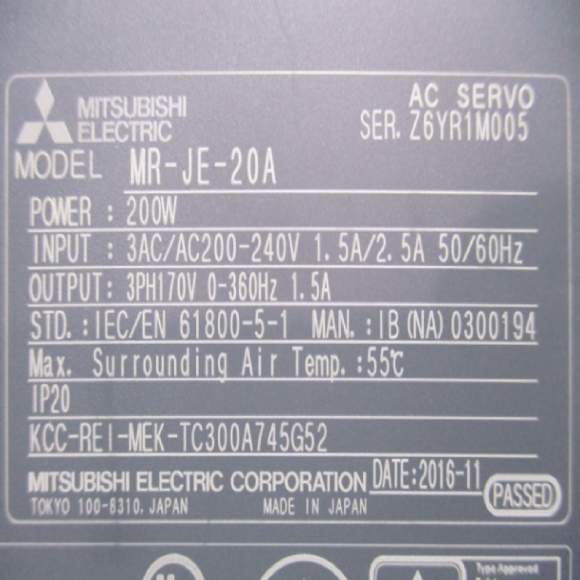 MITSUBISHI
ELECTRIC
AC SERVO
SER. Z6YR1M005
MODEL MR-JE-20A
POWER : 200W
INPUT : 3AC/AC200-240V 1.5A/2.5A 50/60Hz
OUTPUT: 3PH170V 0-360Hz 1.5A
STD. :IEC/EN 61800-5-1 MAN. :IB(NA)0300194
Max. Surrounding Air Temp. :55℃
IP20
KCC-REI-MEK-TC300A745G52
MITSUBISHI ELECTRIC CORPORATION DATE:2016-11
TOKYO 100-8310, JAPAN MADE IN JAPAN PASSED
Type Approved